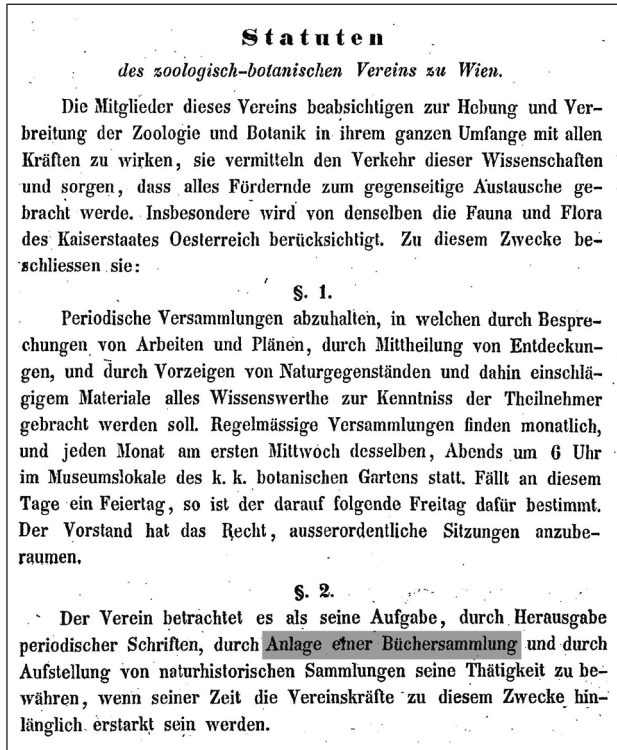 Statuten
des zoologisch-botanischen Vereins zu Wien.
Die Mitglieder dieses Vereins beabsichtigen zur Hebung und Ver-
breitung der Zoologie und Botanik in ihrem ganzen Umfange mit allen
Kräften zu wirken, sie vermitteln den Verkehr dieser Wissenschaften
und sorgen, dass alles Fördernde zum gegenseitige Austausche ge-
bracht werde. Insbesondere wird von denselben die Fauna und Flora
des Kaiserstaates Oesterreich berücksichtigt. Zu diesem Zwecke be-
schliessen sie:
§. 1.
Periodische Versammlungen abzuhalten, in welchen durch Bespre-
chungen von Arbeiten und Plänen, durch Mittheilung von Entdeckun-
gen, und durch Vorzeigen von Naturgegenständen und dahin einschlä-
gigem Materiale alles Wissenswerthe zur Kenntniss der Theilnehmer
gebracht werden soll. Regelmässige Versammlungen finden monatlich,
und jeden Monat am ersten Mittwoch desselben, Abends um 6 Uhr
im Museumslokale des k. k. botanischen Gartens statt. Fällt an diesem
Tage ein Feiertag, so ist der darauf folgende Freitag dafür bestimmt.
Der Vorstand hat das Recht, ausserordentliche Sitzungen anzube-
raumen.
§. 2.
Der Verein betrachtet es als seine Aufgabe, durch Herausgabe
periodischer Schriften, durch Anlage einer Büchersammlung und durch
Aufstellung von naturhistorischen Sammlungen seine Thätigkeit zu be-
währen, wenn seiner Zeit die Vereinskräfte zu diesem Zwecke hin-
länglich erstarkt sein werden.